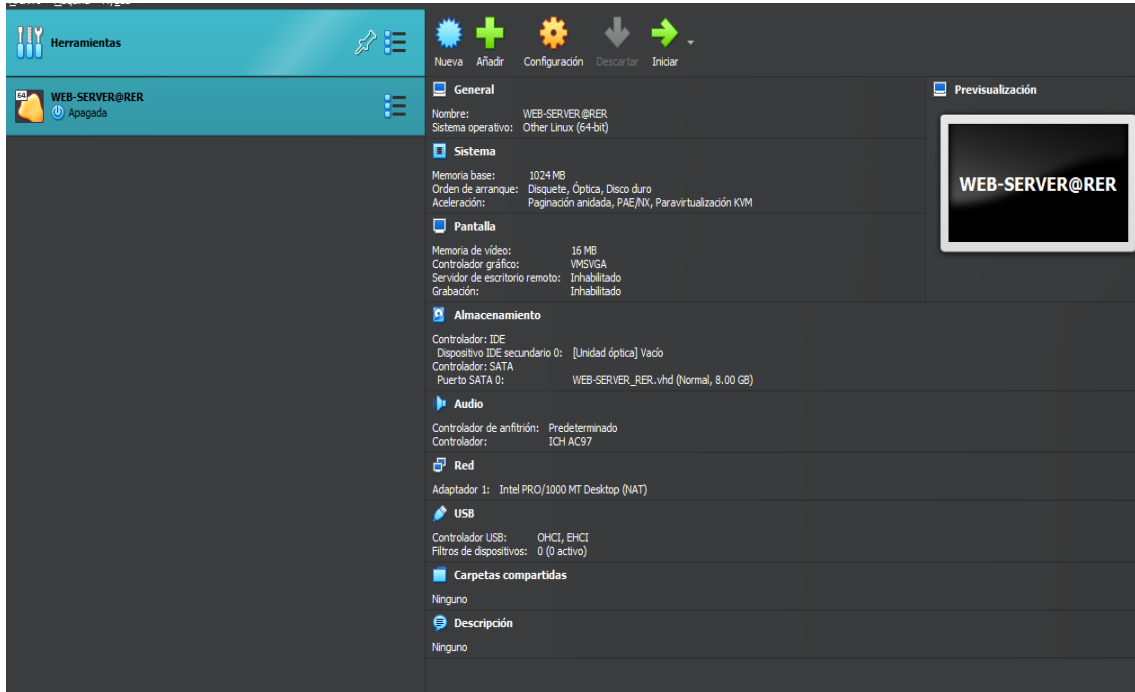 Herramientas
Nueva Añadir Configuración Descartar Iniciar
64
WEB-SERVER@RER
Apagada
General
Nombre: WEB-SERVER@RER
Sistema operativo: Other Linux (64-bit)
Previsualización
WEB-SERVER@RER
Sistema
Memoria base: 1024 MB
Orden de arranque: Disquete, Óptica, Disco duro
Aceleración: Paginación anidada, PAE/NX, Paravirtualización KVM
Pantalla
Memoria de vídeo: 16 MB
Controlador gráfico: VMSVGA
Servidor de escritorio remoto: Inhabilitado
Grabación: Inhabilitado
Almacenamiento
Controlador: IDE
Dispositivo IDE secundario 0: [Unidad óptica] Vacío
Controlador: SATA
Puerto SATA 0: WEB-SERVER_RER.vhd (Normal, 8.00 GB)
Audio
Controlador de anfitrión: Predeterminado
Controlador: ICH AC97
Red
Adaptador 1: Intel PRO/1000 MT Desktop (NAT)
USB
Controlador USB: OHCI, EHCI
Filtros de dispositivos: 0 (0 activo)
Carpetas compartidas
Ninguno
Descripción
Ninguno